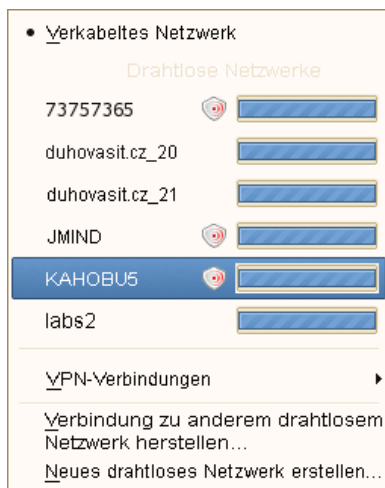 Verkabeltes Netzwerk
Drahtlose Netzwerke
73757365
duhovasit.cz_20
duhovasit.cz_21
JMIND
KAHOBU5
labs2
VPN-Verbindungen
Verbindung zu anderem drahtlosem
Netzwerk herstellen...
Neues drahtloses Netzwerk erstellen...